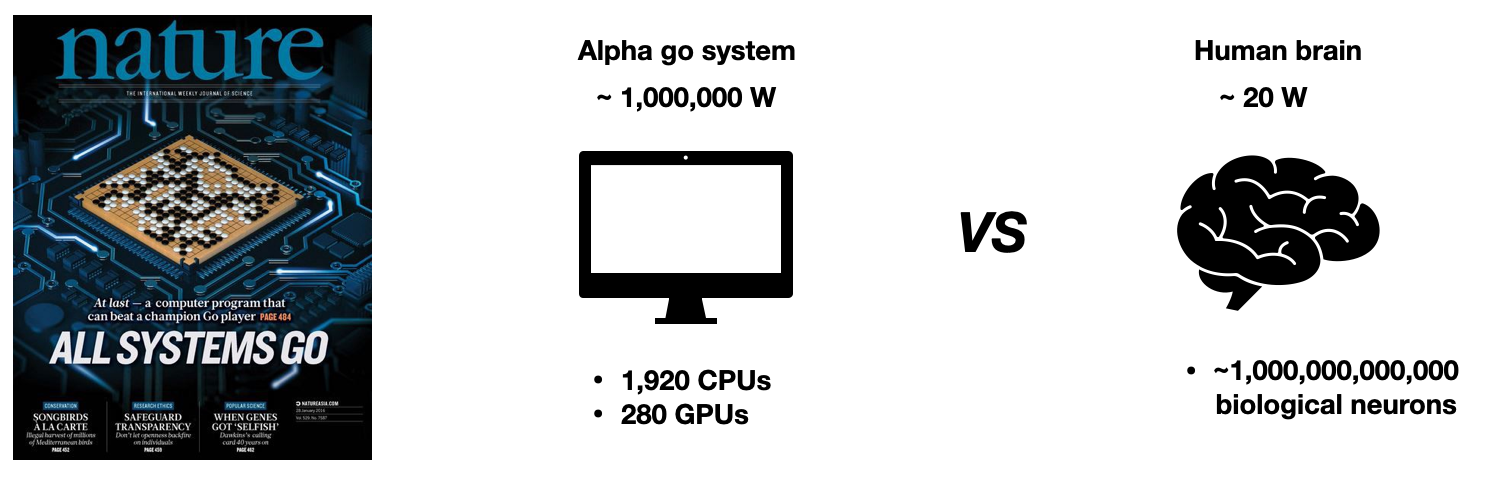 nature
THE INTERNATIONAL WEEKLY JOURNAL OF SCIENCE
At last — a computer program that
can beat a champion Go player PAGE 484
ALL SYSTEMS GO
CONSERVATION
SONGBIRDS
À LA CARTE
Illegal harvest of millions
of Mediterranean birds
PAGE 452
RESEARCH ETHICS
SAFEGUARD
TRANSPARENCY
Don't let openness backfire
on individuals
PAGE 459
POPULAR SCIENCE
WHEN GENES
GOT 'SELFISH'
Dawkins's calling
card 40 years on
PAGE 462
NATUREASIA.COM
28 January 2016
Vol. 529, No. 7587
Alpha go system
~ 1,000,000 W
• 1,920 CPUs
• 280 GPUs
VS
Human brain
~ 20 W
• ~1,000,000,000,000
biological neurons